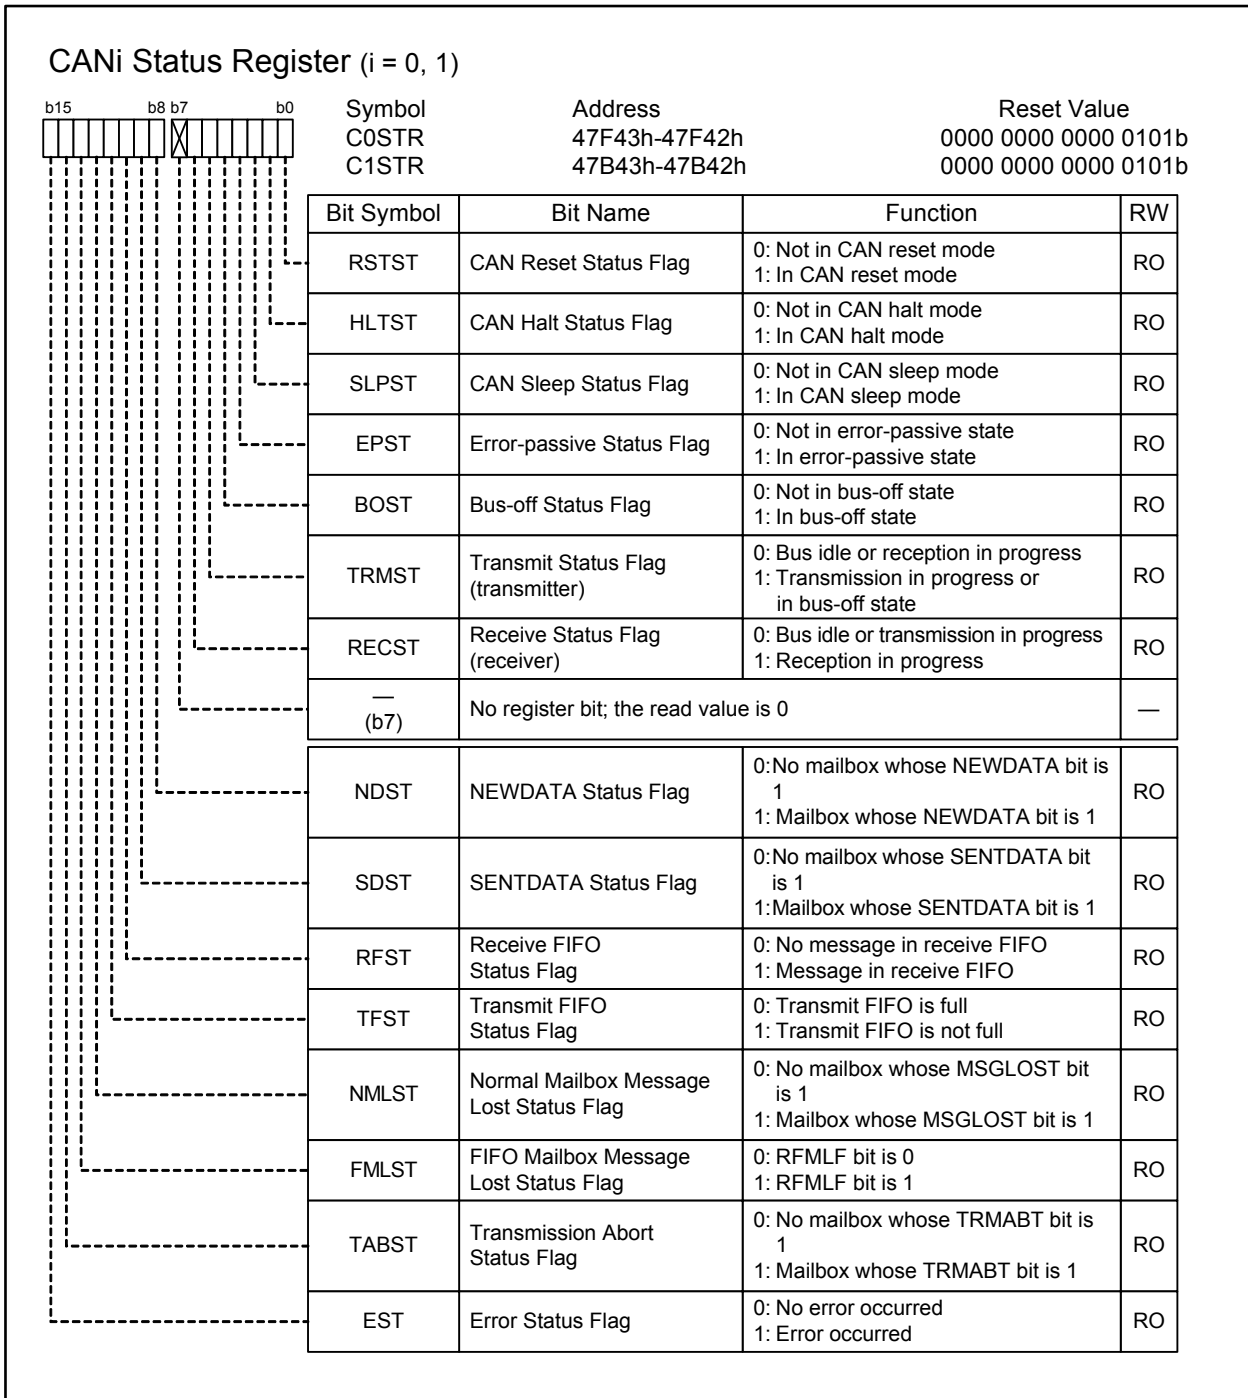 CANi Status Register (i = 0, 1)
b15 b8 b7 b0
Symbol Address Reset Value
C0STR 47F43h-47F42h 0000 0000 0000 0101b
C1STR 47B43h-47B42h 0000 0000 0000 0101b
Bit Symbol Bit Name Function RW
RSTST CAN Reset Status Flag 0: Not in CAN reset mode
1: In CAN reset mode RO
HLTST CAN Halt Status Flag 0: Not in CAN halt mode
1: In CAN halt mode RO
SLPST CAN Sleep Status Flag 0: Not in CAN sleep mode
1: In CAN sleep mode RO
EPST Error-passive Status Flag 0: Not in error-passive state
1: In error-passive state RO
BOST Bus-off Status Flag 0: Not in bus-off state
1: In bus-off state RO
TRMST Transmit Status Flag
(transmitter) 0: Bus idle or reception in progress
1: Transmission in progress or
in bus-off state RO
RECST Receive Status Flag
(receiver) 0: Bus idle or transmission in progress
1: Reception in progress RO
—
(b7) No register bit; the read value is 0 —
NDST NEWDATA Status Flag 0:No mailbox whose NEWDATA bit is
1
1: Mailbox whose NEWDATA bit is 1 RO
SDST SENTDATA Status Flag 0:No mailbox whose SENTDATA bit
is 1
1:Mailbox whose SENTDATA bit is 1 RO
RFST Receive FIFO
Status Flag 0: No message in receive FIFO
1: Message in receive FIFO RO
TFST Transmit FIFO
Status Flag 0: Transmit FIFO is full
1: Transmit FIFO is not full RO
NMLST Normal Mailbox Message
Lost Status Flag 0: No mailbox whose MSGLOST bit
is 1
1: Mailbox whose MSGLOST bit is 1 RO
FMLST FIFO Mailbox Message
Lost Status Flag 0: RFMLF bit is 0
1: RFMLF bit is 1 RO
TABST Transmission Abort
Status Flag 0: No mailbox whose TRMABT bit is
1
1: Mailbox whose TRMABT bit is 1 RO
EST Error Status Flag 0: No error occurred
1: Error occurred RO